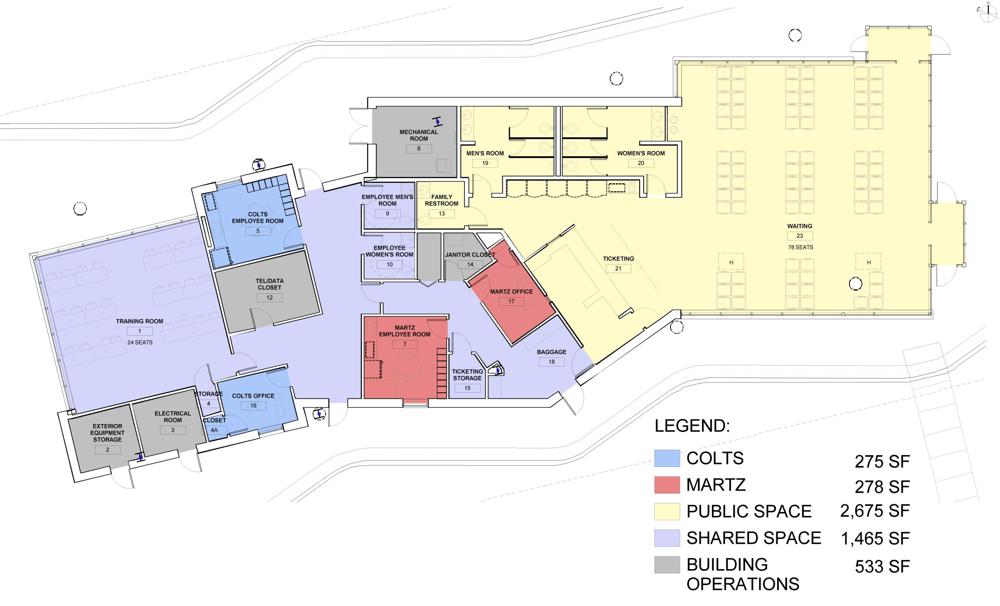 N
MECHANICAL
ROOM
8
MEN'S ROOM
19
WOMEN'S ROOM
20
EMPLOYEE MEN'S
ROOM
9
FAMILY
RESTROOM
13
COLTS
EMPLOYEE ROOM
5
WAITING
23
78 SEATS
H
H
EMPLOYEE
WOMEN'S ROOM
10
JANITOR CLOSET
14
TICKETING
21
TEL/DATA
CLOSET
12
MARTZ OFFICE
17
TRAINING ROOM
1
24 SEATS
MARTZ
EMPLOYEE ROOM
7
BAGGAGE
18
TICKETING
STORAGE
15
STORAGE
4
COLTS OFFICE
16
ELECTRICAL
ROOM
3
CLOSET
4A
EXTERIOR
EQUIPMENT
STORAGE
2
LEGEND:
COLTS 275 SF
MARTZ 278 SF
PUBLIC SPACE 2,675 SF
SHARED SPACE 1,465 SF
BUILDING 533 SF
OPERATIONS